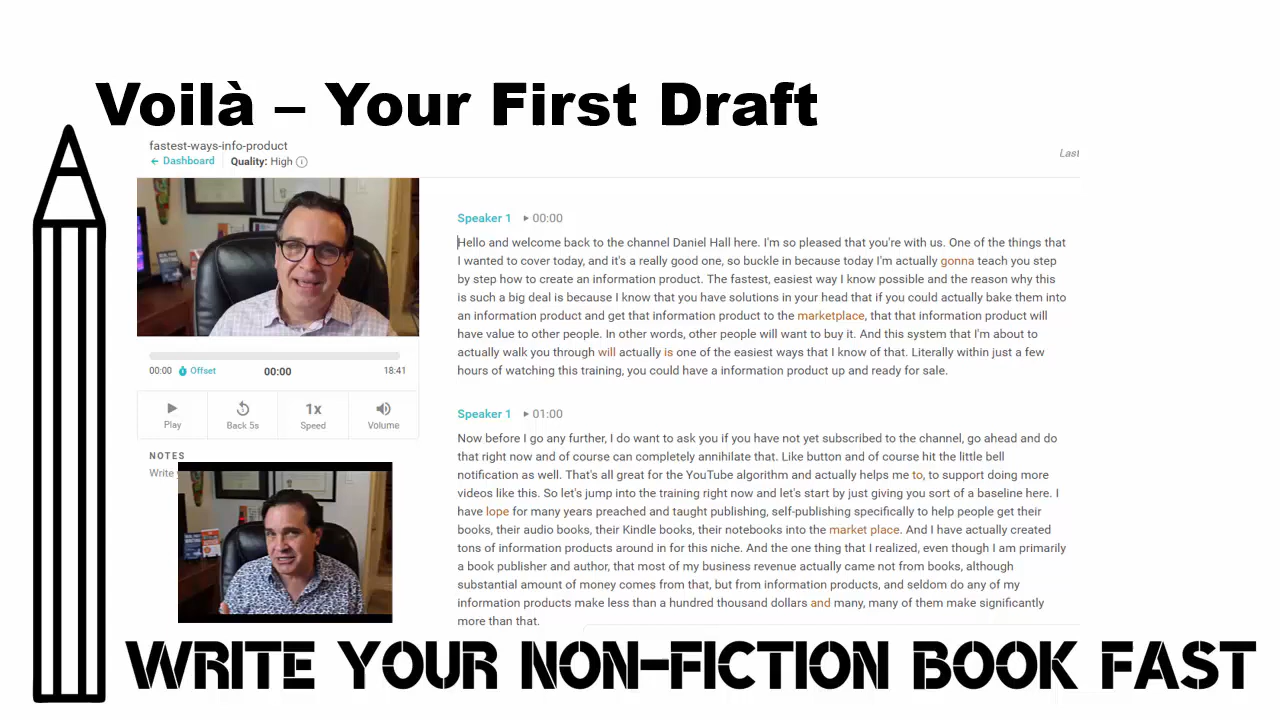 Voilà – Your First Draft
fastest-ways-info-product
← Dashboard Quality: High
Last
Speaker 1 00:00
Hello and welcome back to the channel Daniel Hall here. I'm so pleased that you're with us. One of the things that
I wanted to cover today, and it's a really good one, so buckle in because today I'm actually gonna teach you step
by step how to create an information product. The fastest, easiest way I know possible and the reason why this
is such a big deal is because I know that you have solutions in your head that if you could actually bake them into
an information product and get that information product to the marketplace, that that information product will
have value to other people. In other words, other people will want to buy it. And this system that I'm about to
actually walk you through will actually is one of the easiest ways that I know of that. Literally within just a few
hours of watching this training, you could have a information product up and ready for sale.
00:00 Offset 00:00 18:41
Play Back 5s 1x Speed Volume
NOTES
Write
Speaker 1 01:00
Now before I go any further, I do want to ask you if you have not yet subscribed to the channel, go ahead and do
that right now and of course can completely annihilate that. Like button and of course hit the little bell
notification as well. That's all great for the YouTube algorithm and actually helps me to, to support doing more
videos like this. So let's jump into the training right now and let's start by just giving you sort of a baseline here. I
have lope for many years preached and taught publishing, self-publishing specifically to help people get their
books, their audio books, their Kindle books, their notebooks into the market place. And I have actually created
tons of information products around in for this niche. And the one thing that I realized, even though I am primarily
a book publisher and author, that most of my business revenue actually came not from books, although
substantial amount of money comes from that, but from information products, and seldom do any of my
information products make less than a hundred thousand dollars and many, many of them make significantly
more than that.
WRITE YOUR NON-FICTION BOOK FAST